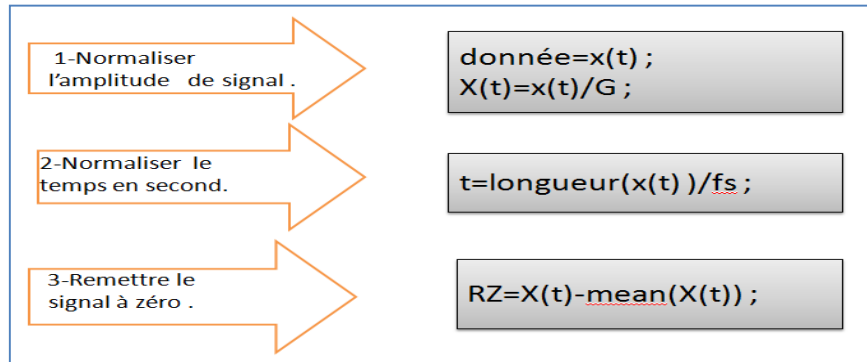 1-Normaliser
l'amplitude de signal .
donnée=x(t) ;
X(t)=x(t)/G ;
2-Normaliser le
temps en second.
t=longueur(x(t) )/fs ;
3-Remettre le
signal à zéro .
RZ=X(t)-mean(X(t)) ;